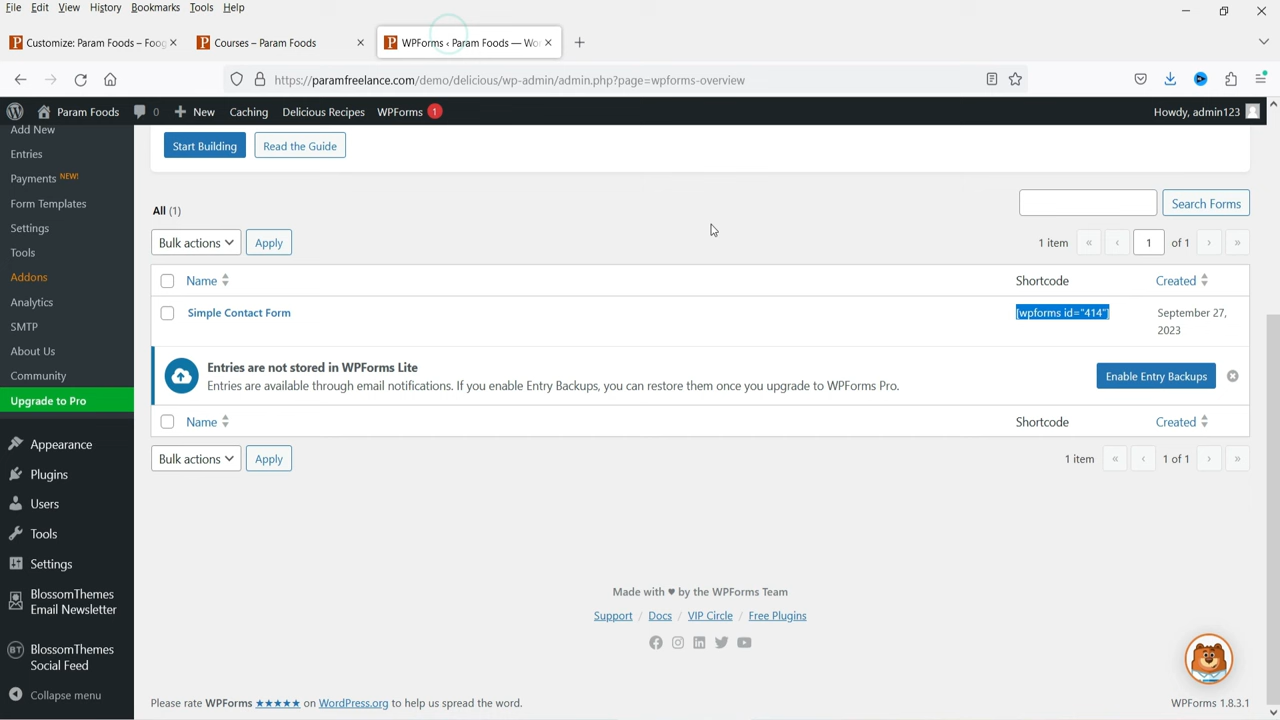 File Edit View History Bookmarks Tools Help
Customize: Param Foods – Foog
Courses – Param Foods
WPForms ‹ Param Foods — Wor
https://paramfreelance.com/demo/delicious/wp-admin/admin.php?page=wpforms-overview
Param Foods 0 New Caching Delicious Recipes WPForms 1 Howdy, admin123
Add New
Entries
Payments NEW!
Form Templates
Settings
Tools
Addons
Analytics
SMTP
About Us
Community
Upgrade to Pro
Appearance
Plugins
Users
Tools
Settings
BlossomThemes
Email Newsletter
BT BlossomThemes
Social Feed
Collapse menu
Start Building Read the Guide
All (1) Search Forms
Bulk actions Apply 1 item « ‹ 1 of 1 › »
Name Shortcode Created
Simple Contact Form [wpforms id="414"] September 27,
2023
Entries are not stored in WPForms Lite
Entries are available through email notifications. If you enable Entry Backups, you can restore them once you upgrade to WPForms Pro.
Enable Entry Backups
Name Shortcode Created
Bulk actions Apply 1 item « ‹ 1 of 1 › »
Made with ♥ by the WPForms Team
Support / Docs / VIP Circle / Free Plugins
Please rate WPForms ★★★★★ on WordPress.org to help us spread the word. WPForms 1.8.3.1